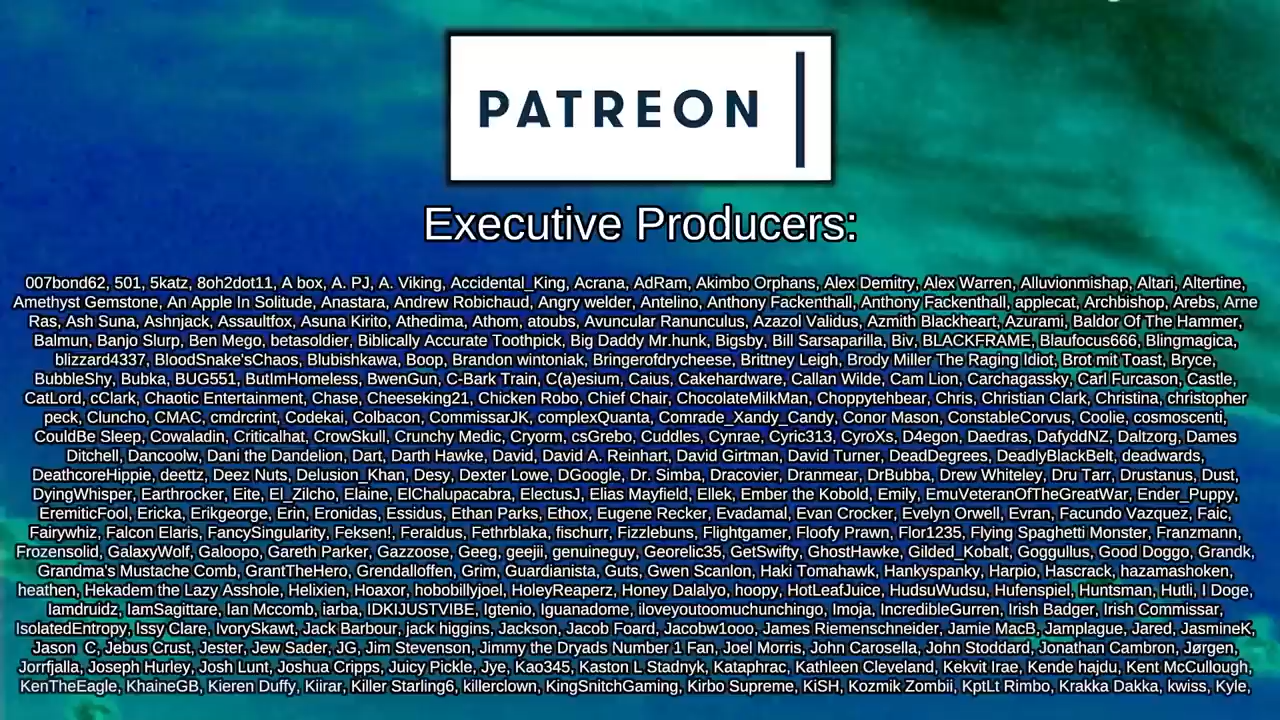 PATREON
Executive Producers:
007bond62, 501, 5katz, 8oh2dot11, A box, A. PJ, A. Viking, Accidental_King, Acrana, AdRam, Akimbo Orphans, Alex Demitry, Alex Warren, Alluvionmishap, Altari, Altertine,
Amethyst Gemstone, An Apple In Solitude, Anastara, Andrew Robichaud, Angry welder, Antelino, Anthony Fackenthall, Anthony Fackenthall, applecat, Archbishop, Arebs, Arne
Ras, Ash Suna, Ashnjack, Assaultfox, Asuna Kirito, Athedima, Athom, atoubs, Avuncular Ranunculus, Azazol Validus, Azmith Blackheart, Azurami, Baldor Of The Hammer,
Balmun, Banjo Slurp, Ben Mego, betasoldier, Biblically Accurate Toothpick, Big Daddy Mr.hunk, Bigsby, Bill Sarsaparilla, Biv, BLACKFRAME, Blaufocus666, Blingmagica,
blizzard4337, BloodSnake'sChaos, Blubishkawa, Boop, Brandon wintoniak, Bringerofdrycheese, Brittney Leigh, Brody Miller The Raging Idiot, Brot mit Toast, Bryce,
BubbleShy, Bubka, BUG551, ButImHomeless, BwenGun, C-Bark Train, C(a)esium, Caius, Cakehardware, Callan Wilde, Cam Lion, Carchagassky, Carl Furcason, Castle,
CatLord, cClark, Chaotic Entertainment, Chase, Cheeseking21, Chicken Robo, Chief Chair, ChocolateMilkMan, Choppytehbear, Chris, Christian Clark, Christina, christopher
peck, Cluncho, CMAC, cmdrcrint, Codekai, Colbacon, CommissarJK, complexQuanta, Comrade_Xandy_Candy, Conor Mason, ConstableCorvus, Coolie, cosmoscenti,
CouldBe Sleep, Cowaladin, Criticalhat, CrowSkull, Crunchy Medic, Cryorm, csGrebo, Cuddles, Cynrae, Cyric313, CyroXs, D4egon, Daedras, DafyddNZ, Daltzorg, Dames
Ditchell, Dancoolw, Dani the Dandelion, Dart, Darth Hawke, David, David A. Reinhart, David Girtman, David Turner, DeadDegrees, DeadlyBlackBelt, deadwards,
DeathcoreHippie, deettz, Deez Nuts, Delusion_Khan, Desy, Dexter Lowe, DGoogle, Dr. Simba, Dracovier, Dranmear, DrBubba, Drew Whiteley, Dru Tarr, Drustanus, Dust,
DyingWhisper, Earthrocker, Eite, El_Zilcho, Elaine, ElChalupacabra, ElectusJ, Elias Mayfield, Ellek, Ember the Kobold, Emily, EmuVeteranOfTheGreatWar, Ender_Puppy,
EremiticFool, Ericka, Erikgeorge, Erin, Eronidas, Essidus, Ethan Parks, Ethox, Eugene Recker, Evadamal, Evan Crocker, Evelyn Orwell, Evran, Facundo Vazquez, Faic,
Fairywhiz, Falcon Elaris, FancySingularity, Feksen!, Feraldus, Fethrblaka, fischurr, Fizzlebuns, Flightgamer, Floofy Prawn, Flor1235, Flying Spaghetti Monster, Franzmann,
Frozensolid, GalaxyWolf, Galoopo, Gareth Parker, Gazzoose, Geeg, geejii, genuineguy, Georelic35, GetSwifty, GhostHawke, Gilded_Kobalt, Goggullus, Good Doggo, Grandk,
Grandma's Mustache Comb, GrantTheHero, Grendalloffen, Grim, Guardianista, Guts, Gwen Scanlon, Haki Tomahawk, Hankyspanky, Harpio, Hascrack, hazamashoken,
heathen, Hekadem the Lazy Asshole, Helixien, Hoaxor, hobobillyjoel, HoleyReaperz, Honey Dalalyo, hoopy, HotLeafJuice, HudsuWudsu, Hufenspiel, Huntsman, Hutli, I Doge,
Iamdruidz, IamSagittare, Ian Mccomb, iarba, IDKIJUSTVIBE, Igtenio, Iguanadome, iloveyoutoomuchunchingo, Imoja, IncredibleGurren, Irish Badger, Irish Commissar,
IsolatedEntropy, Issy Clare, IvorySkawt, Jack Barbour, jack higgins, Jackson, Jacob Foard, Jacobw1ooo, James Riemenschneider, Jamie MacB, Jamplague, Jared, JasmineK,
Jason_C, Jebus Crust, Jester, Jew Sader, JG, Jim Stevenson, Jimmy the Dryads Number 1 Fan, Joel Morris, John Carosella, John Stoddard, Jonathan Cambron, Jørgen,
Jorrfjalla, Joseph Hurley, Josh Lunt, Joshua Cripps, Juicy Pickle, Jye, Kao345, Kaston L Stadnyk, Kataphrac, Kathleen Cleveland, Kekvit Irae, Kende hajdu, Kent McCullough,
KenTheEagle, KhaineGB, Kieren Duffy, Kiirar, Killer Starling6, killerclown, KingSnitchGaming, Kirbo Supreme, KiSH, Kozmik Zombii, KptLt Rimbo, Krakka Dakka, kwiss, Kyle,